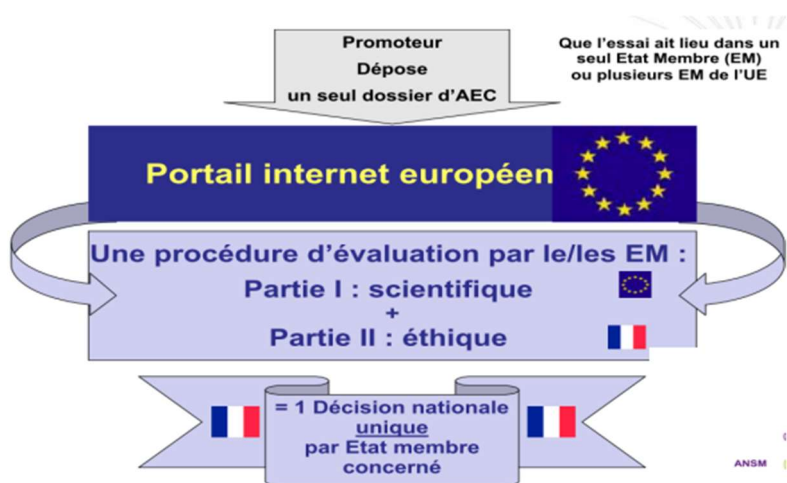 Promoteur
Dépose
un seul dossier d'AEC
Que l'essai ait lieu dans un
seul Etat Membre (EM)
ou plusieurs EM de l'UE
Portail internet européen
Une procédure d'évaluation par le/les EM :
Partie I : scientifique
+
Partie II : éthique
= 1 Décision nationale
unique
par Etat membre
concerné
ANSM